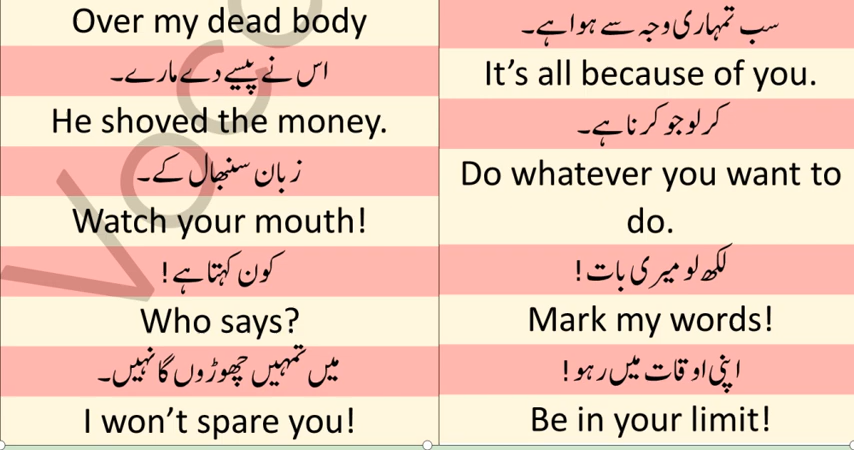 Over my dead body
اس نے پیسے دے مارے۔
He shoved the money.
زبان سنبھال کے۔
Watch your mouth!
کون کہتا ہے!
Who says?
میں تمہیں چھوڑوں گا نہیں۔
I won't spare you!
سب تمہاری وجہ سے ہوا ہے۔
It's all because of you.
کر لو جو کرنا ہے۔
Do whatever you want to
do.
لکھ لو میری بات!
Mark my words!
اپنی اوقات میں رہو!
Be in your limit!
Voc